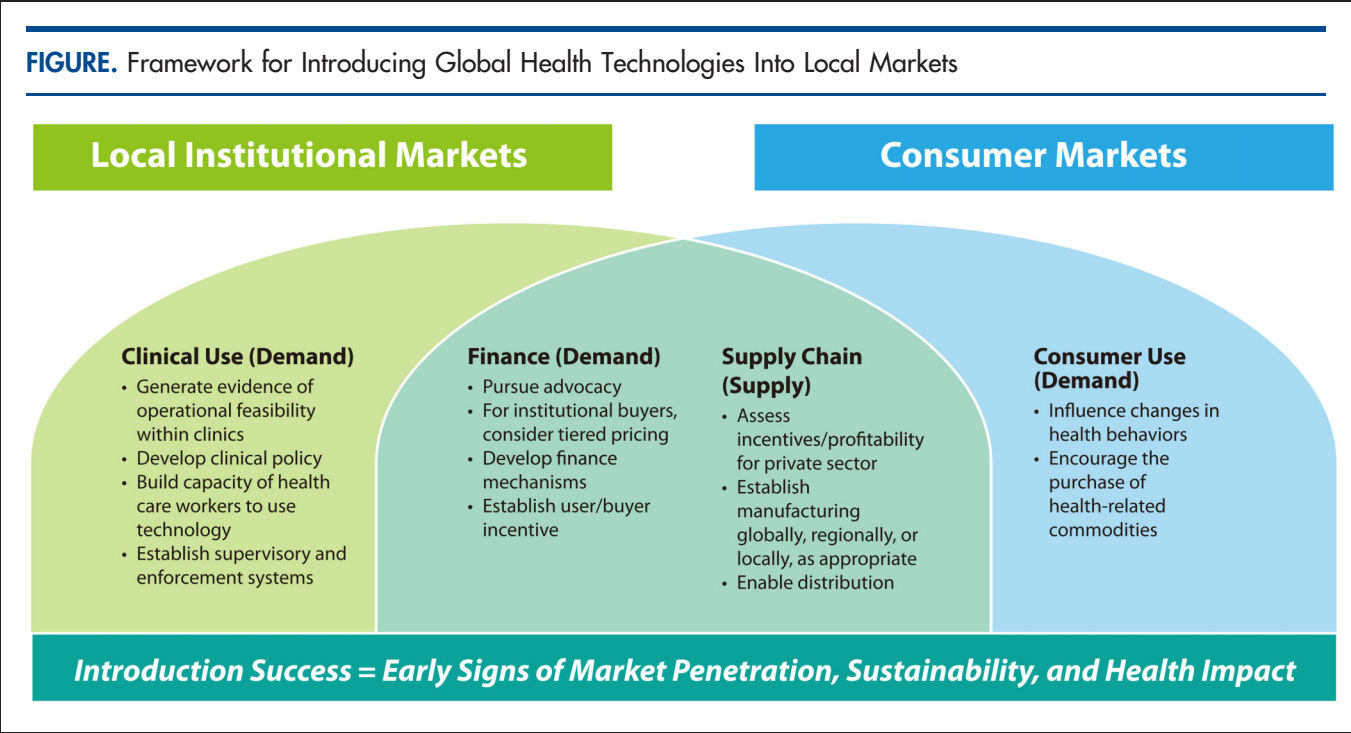 FIGURE. Framework for Introducing Global Health Technologies Into Local Markets
Local Institutional Markets
Consumer Markets
Clinical Use (Demand)
• Generate evidence of
operational feasibility
within clinics
• Develop clinical policy
• Build capacity of health
care workers to use
technology
• Establish supervisory and
enforcement systems
Finance (Demand)
• Pursue advocacy
• For institutional buyers,
consider tiered pricing
• Develop finance
mechanisms
• Establish user/buyer
incentive
Supply Chain
(Supply)
• Assess
incentives/profitability
for private sector
• Establish
manufacturing
globally, regionally, or
locally, as appropriate
• Enable distribution
Consumer Use
(Demand)
• Influence changes in
health behaviors
• Encourage the
purchase of
health-related
commodities
Introduction Success = Early Signs of Market Penetration, Sustainability, and Health Impact